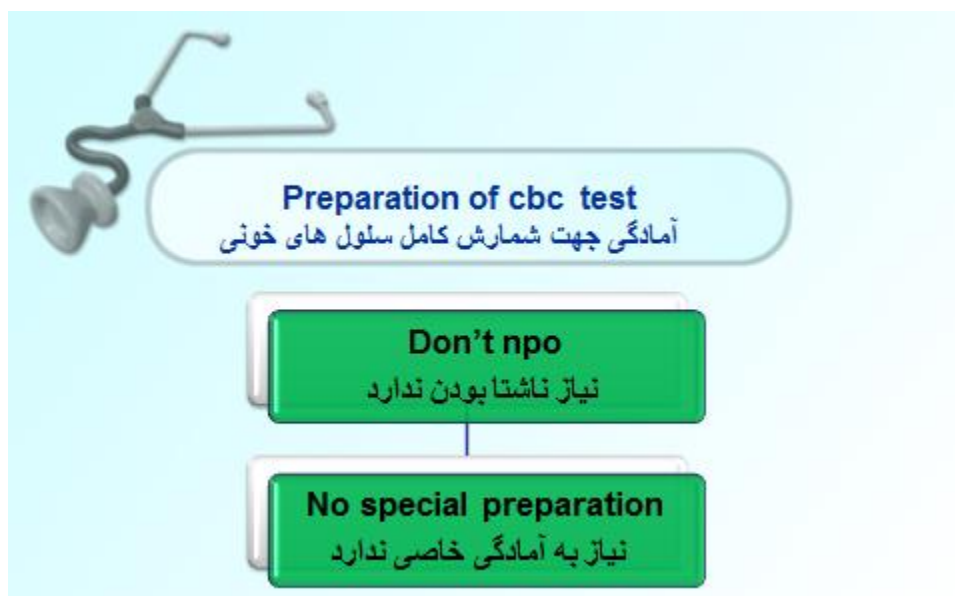 Preparation of cbc test
آمادگی جهت شمارش کامل سلول های خونی
Don't npo
نیاز ناشتا بودن ندارد
No special preparation
نیاز به آمادگی خاصی ندارد